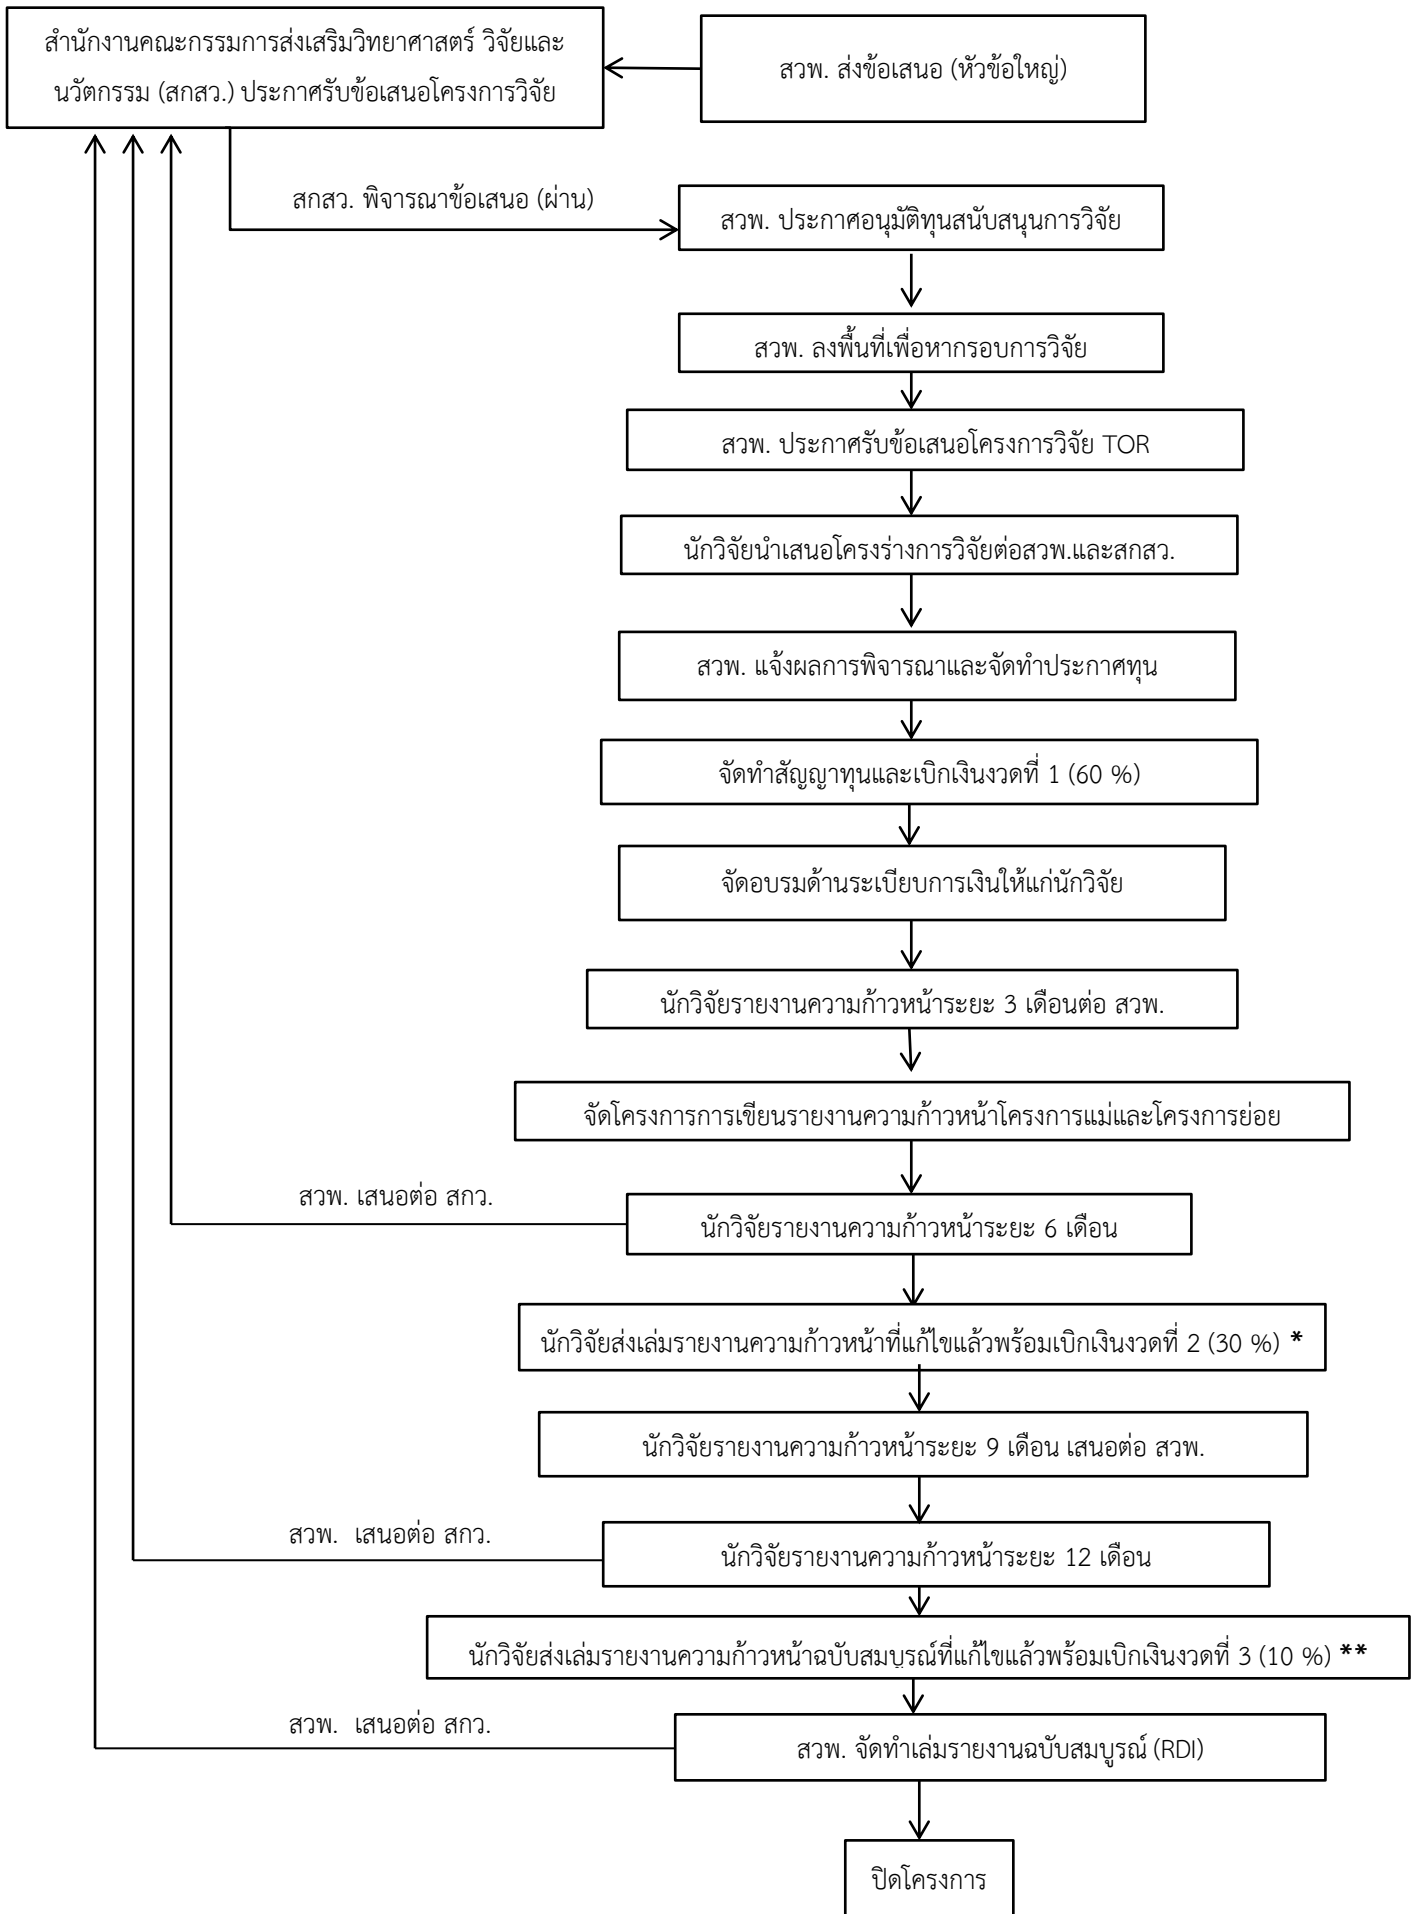 สำนักงานคณะกรรมการส่งเสริมวิทยาศาสตร์ วิจัยและ
นวัตกรรม (สกสว.) ประกาศรับข้อเสนอโครงการวิจัย
สวพ. ส่งข้อเสนอ (หัวข้อใหญ่)
สกสว. พิจารณาข้อเสนอ (ผ่าน)
สวพ. ประกาศอนุมัติทุนสนับสนุนการวิจัย
สวพ. ลงพื้นที่เพื่อหากรอบการวิจัย
สวพ. ประกาศรับข้อเสนอโครงการวิจัย TOR
นักวิจัยนำเสนอโครงร่างการวิจัยต่อสวพ.และสกสว.
สวพ. แจ้งผลการพิจารณาและจัดทำประกาศทุน
จัดทำสัญญาทุนและเบิกเงินงวดที่ 1 (60 %)
จัดอบรมด้านระเบียบการเงินให้แก่นักวิจัย
นักวิจัยรายงานความก้าวหน้าระยะ 3 เดือนต่อ สวพ.
จัดโครงการการเขียนรายงานความก้าวหน้าโครงการแม่และโครงการย่อย
สวพ. เสนอต่อ สกว.
นักวิจัยรายงานความก้าวหน้าระยะ 6 เดือน
นักวิจัยส่งเล่มรายงานความก้าวหน้าที่แก้ไขแล้วพร้อมเบิกเงินงวดที่ 2 (30 %) *
นักวิจัยรายงานความก้าวหน้าระยะ 9 เดือน เสนอต่อ สวพ.
สวพ. เสนอต่อ สกว.
นักวิจัยรายงานความก้าวหน้าระยะ 12 เดือน
นักวิจัยส่งเล่มรายงานความก้าวหน้าฉบับสมบูรณ์ที่แก้ไขแล้วพร้อมเบิกเงินงวดที่ 3 (10 %) **
สวพ. เสนอต่อ สกว.
สวพ. จัดทำเล่มรายงานฉบับสมบูรณ์ (RDI)
ปิดโครงการ